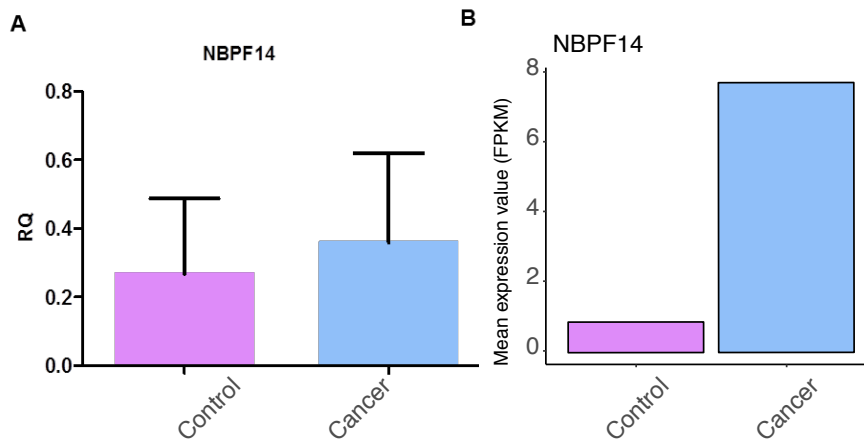 A
NBPF14
RQ
0.8
0.6
0.4
0.2
0.0
Control
Cancer
B
NBPF14
Mean expression value (FPKM)
8
6
4
2
0
Control
Cancer